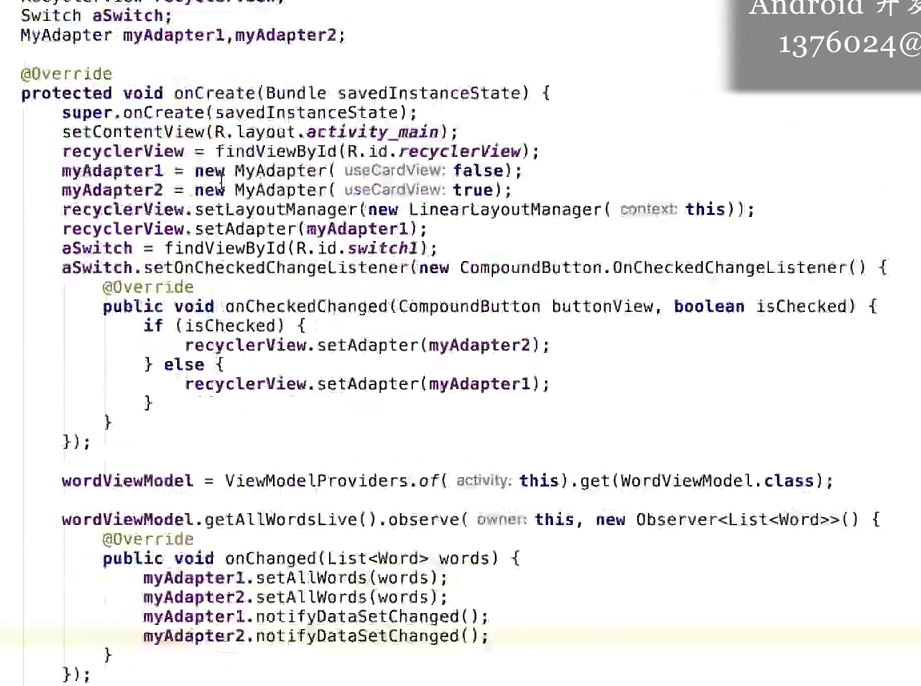 Switch aSwitch;
MyAdapter myAdapter1,myAdapter2;
@Override
protected void onCreate(Bundle savedInstanceState) {
super.onCreate(savedInstanceState);
setContentView(R.layout.activity_main);
recyclerView = findViewById(R.id.recyclerView);
myAdapter1 = new MyAdapter( useCardView: false);
myAdapter2 = new MyAdapter( useCardView: true);
recyclerView.setLayoutManager(new LinearLayoutManager( context: this));
recyclerView.setAdapter(myAdapter1);
aSwitch = findViewById(R.id.switch1);
aSwitch.setOnCheckedChangeListener(new CompoundButton.OnCheckedChangeListener() {
@Override
public void onCheckedChanged(CompoundButton buttonView, boolean isChecked) {
if (isChecked) {
recyclerView.setAdapter(myAdapter2);
} else {
recyclerView.setAdapter(myAdapter1);
}
}
});
wordViewModel = ViewModelProviders.of( activity: this).get(WordViewModel.class);
wordViewModel.getAllWordsLive().observe( owner: this, new Observer<List<Word>>() {
@Override
public void onChanged(List<Word> words) {
myAdapter1.setAllWords(words);
myAdapter2.setAllWords(words);
myAdapter1.notifyDataSetChanged();
myAdapter2.notifyDataSetChanged();
}
});
Android 开
1376024@